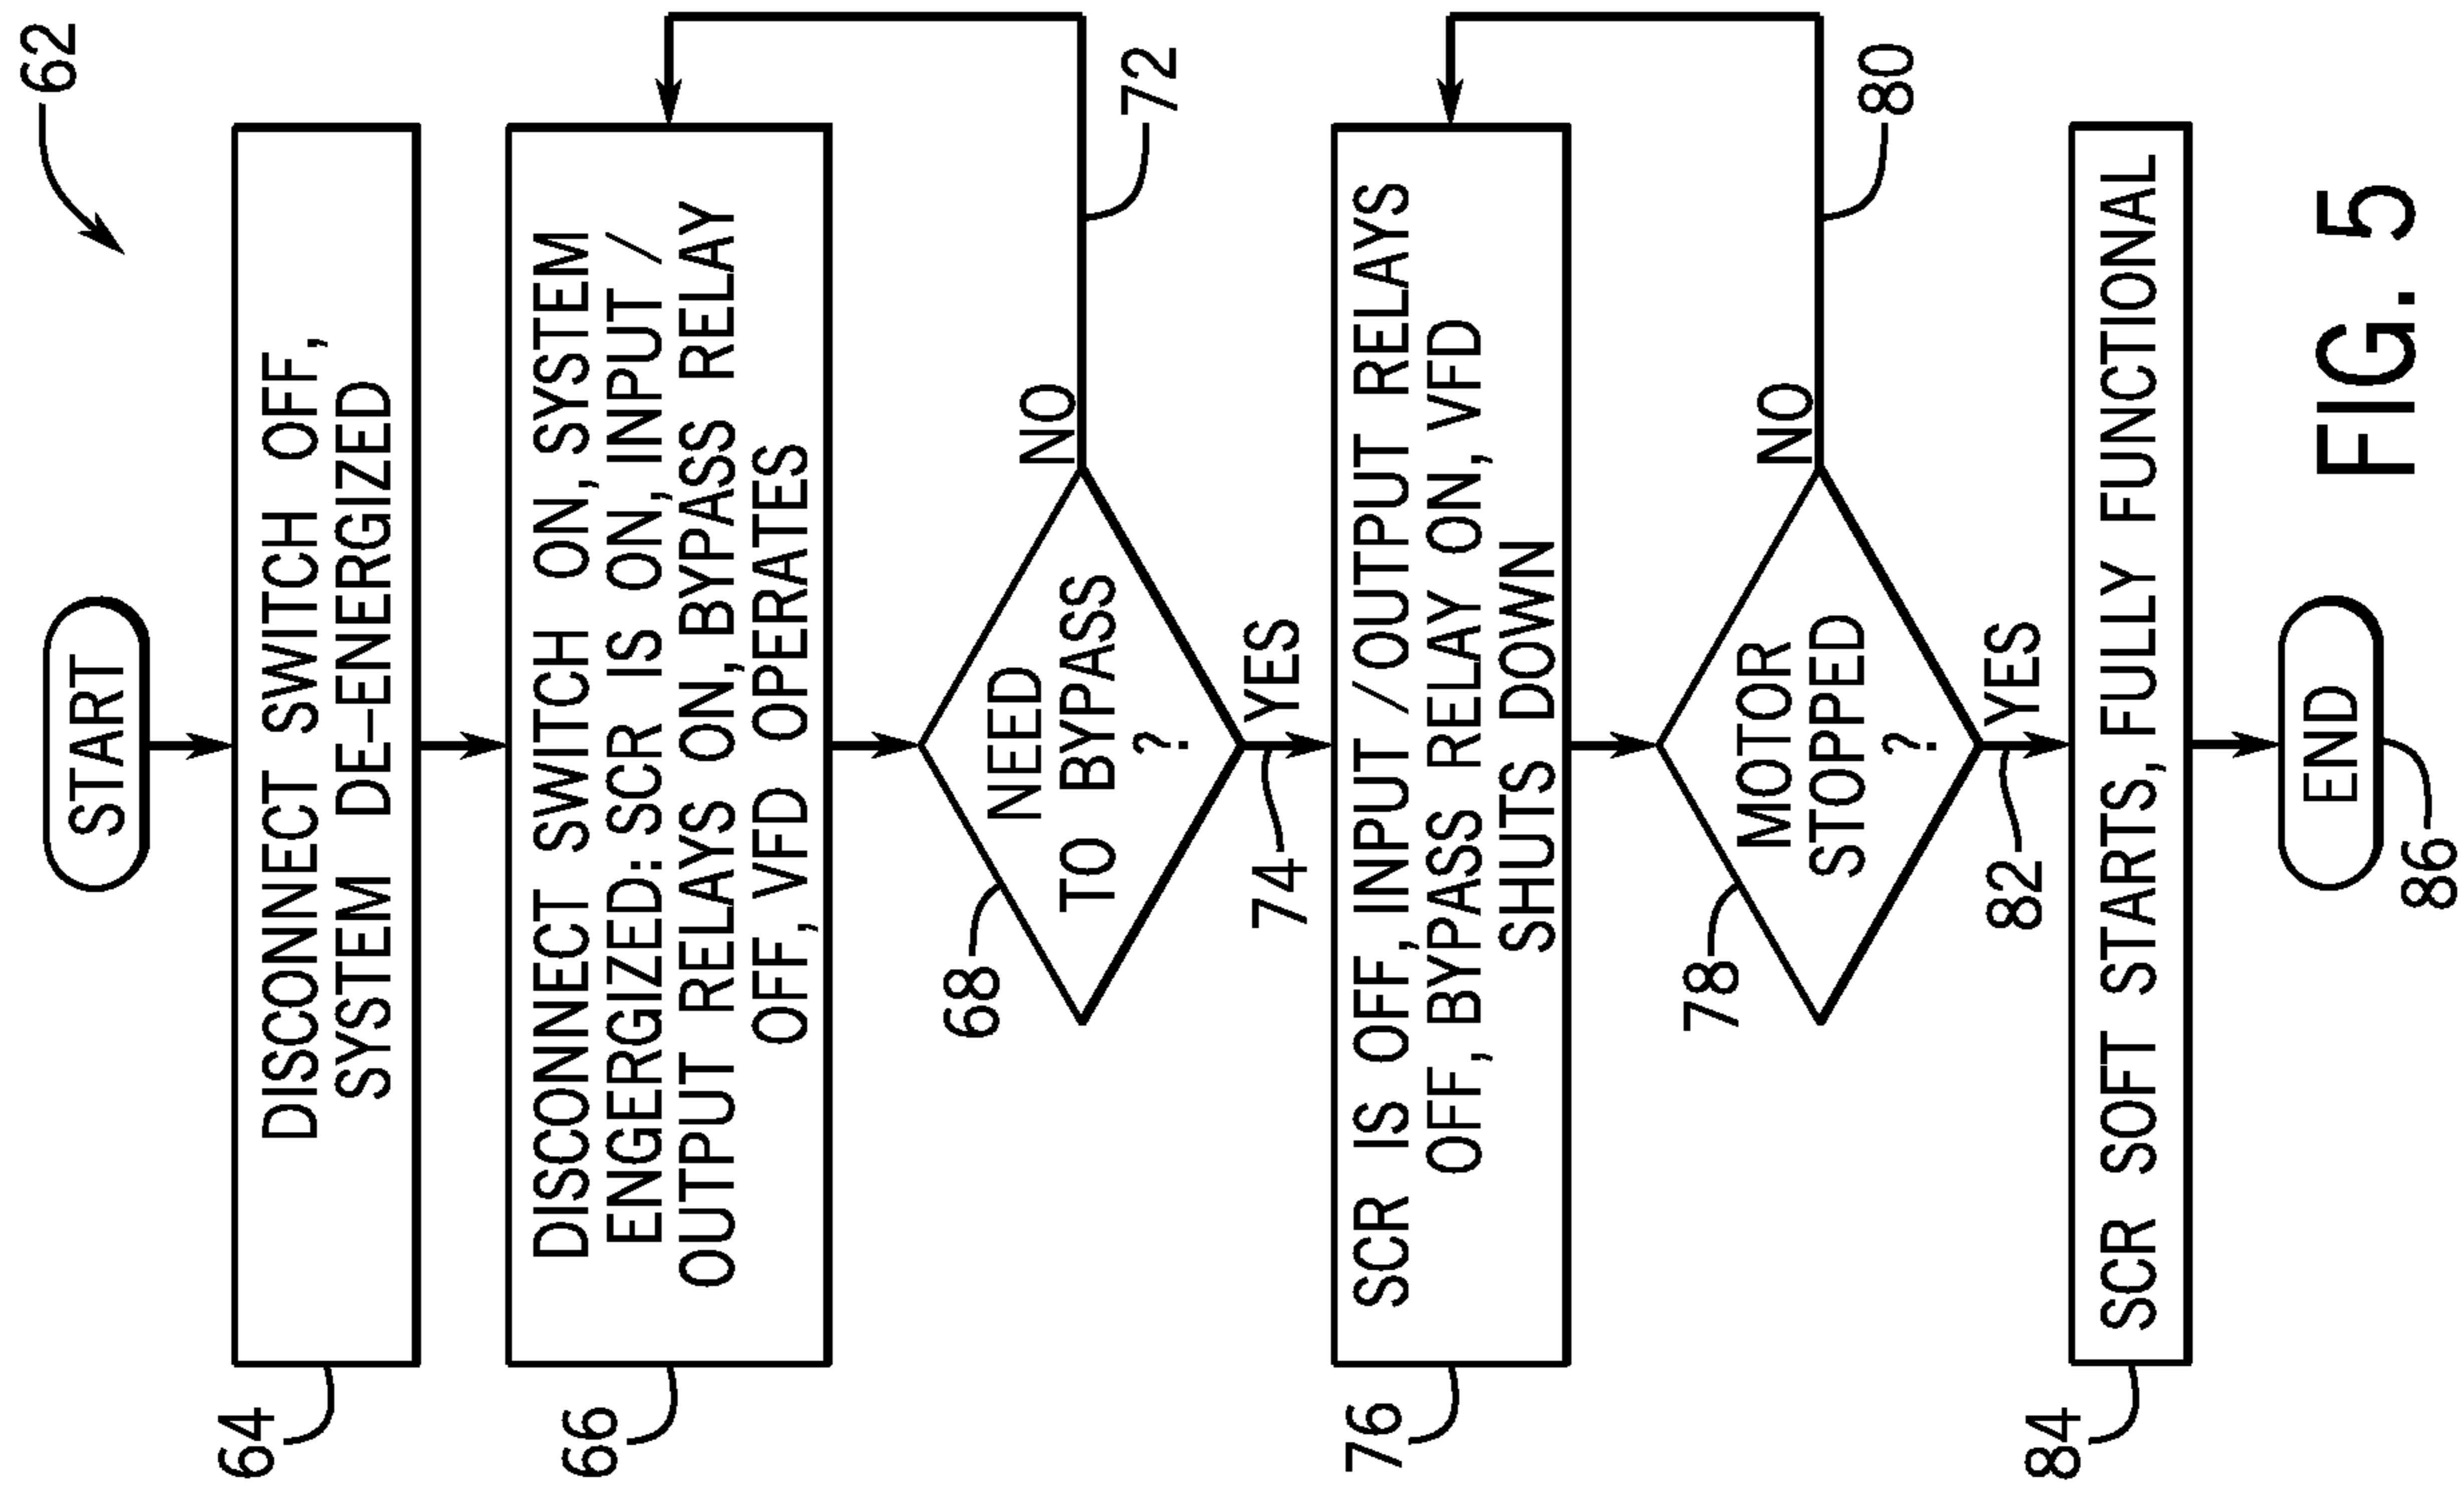 62
START
64
DISCONNECT SWITCH OFF,
SYSTEM DE-ENERGIZED
66
DISCONNECT SWITCH ON, SYSTEM
ENGERGIZED: SCR IS ON, INPUT /
OUTPUT RELAYS ON, BYPASS RELAY
OFF, VFD OPERATES
68
NEED
TO BYPASS
?
NO
72
YES
74
76
SCR IS OFF, INPUT / OUTPUT RELAYS
OFF, BYPASS RELAY ON, VFD
SHUTS DOWN
78
MOTOR
STOPPED
?
NO
80
YES
82
84
SCR SOFT STARTS, FULLY FUNCTIONAL
END
86
FIG. 5